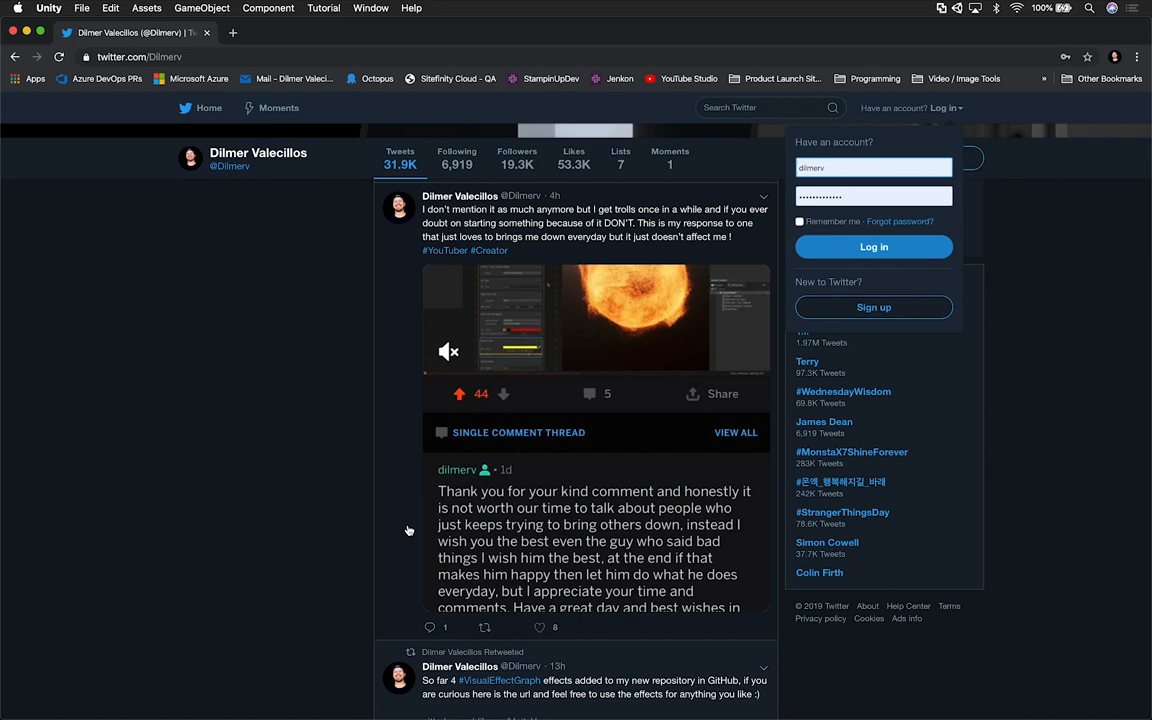 Unity File Edit Assets GameObject Component Tutorial Window Help 100%
Dilmer Valecillos (@Dilmerv) | Tw
twitter.com/Dilmerv
Apps Azure DevOPs PRs Microsoft Azure Mail - Dilmer Valeci... Octopus Sitefinity Cloud - QA StampinUpDev Jenkon YouTube Studio Product Launch Sit... Programming Video / Image Tools » Other Bookmarks
Home Moments Search Twitter Have an account? Log in
Dilmer Valecillos
@Dilmerv
Tweets Following Followers Likes Lists Moments
31.9K 6,919 19.3K 53.3K 7 1
Have an account?
dilmerv
•••••••••••••
Remember me · Forgot password?
Log in
New to Twitter?
Sign up
Dilmer Valecillos @Dilmerv · 4h
I don't mention it as much anymore but I get trolls once in a while and if you ever
doubt on starting something because of it DON'T. This is my response to one
that just loves to brings me down everyday but it just doesn't affect me !
#YouTuber #Creator
44 5 Share
SINGLE COMMENT THREAD VIEW ALL
dilmerv • 1d
Thank you for your kind comment and honestly it
is not worth our time to talk about people who
just keeps trying to bring others down, instead I
wish you the best even the guy who said bad
things I wish him the best, at the end if that
makes him happy then let him do what he does
everyday, but I appreciate your time and
comments. Have a great day and best wishes in
1 8
Dilmer Valecillos Retweeted
Dilmer Valecillos @Dilmerv · 13h
So far 4 #VisualEffectGraph effects added to my new repository in GitHub, if you
are curious here is the url and feel free to use the effects for anything you like :)
1.97M Tweets
Terry
97.3K Tweets
#WednesdayWisdom
69.8K Tweets
James Dean
6,919 Tweets
#MonstaX7ShineForever
283K Tweets
#몬엑_행복해지길_바래
242K Tweets
#StrangerThingsDay
78.6K Tweets
Simon Cowell
37.7K Tweets
Colin Firth
© 2019 Twitter About Help Center Terms
Privacy policy Cookies Ads info